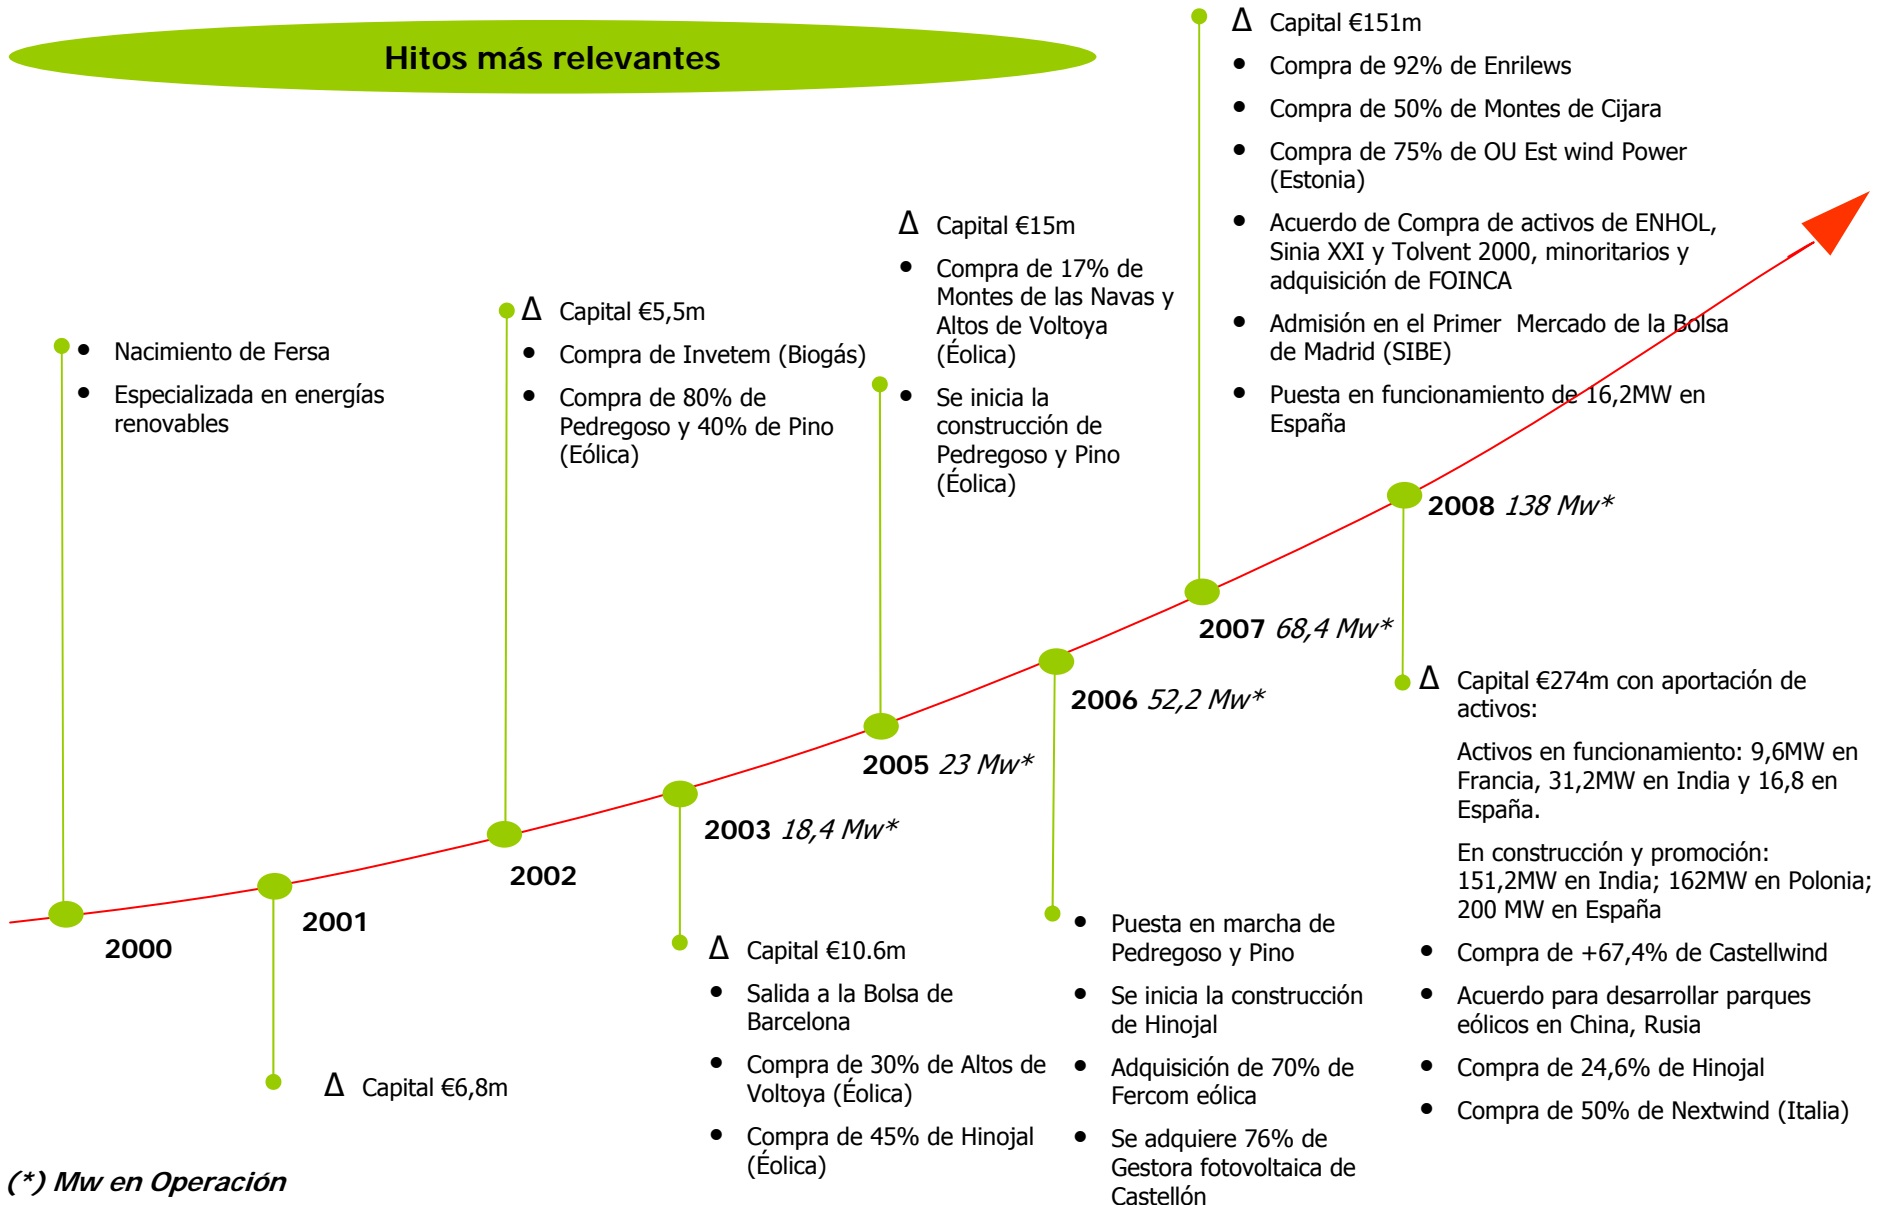 Hitos más relevantes
• Nacimiento de Fersa
• Especializada en energías
renovables
2000
2001
Δ Capital €6,8m
Δ Capital €5,5m
• Compra de Invetem (Biogás)
• Compra de 80% de
Pedregoso y 40% de Pino
(Eólica)
2002
2003 18,4 Mw*
Δ Capital €10.6m
• Salida a la Bolsa de
Barcelona
• Compra de 30% de Altos de
Voltoya (Éolica)
• Compra de 45% de Hinojal
(Éolica)
Δ Capital €15m
• Compra de 17% de
Montes de las Navas y
Altos de Voltoya
(Éolica)
• Se inicia la
construcción de
Pedregoso y Pino
(Éolica)
2005 23 Mw*
2006 52,2 Mw*
• Puesta en marcha de
Pedregoso y Pino
• Se inicia la construcción
de Hinojal
• Adquisición de 70% de
Fercom eólica
• Se adquiere 76% de
Gestora fotovoltaica de
Castellón
Δ Capital €151m
• Compra de 92% de Enrilews
• Compra de 50% de Montes de Cijara
• Compra de 75% de OU Est wind Power
(Estonia)
• Acuerdo de Compra de activos de ENHOL,
Sinia XXI y Tolvent 2000, minoritarios y
adquisición de FOINCA
• Admisión en el Primer Mercado de la Bolsa
de Madrid (SIBE)
• Puesta en funcionamiento de 16,2MW en
España
2007 68,4 Mw*
2008 138 Mw*
Δ Capital €274m con aportación de
activos:
Activos en funcionamiento: 9,6MW en
Francia, 31,2MW en India y 16,8 en
España.
En construcción y promoción:
151,2MW en India; 162MW en Polonia;
200 MW en España
• Compra de +67,4% de Castellwind
• Acuerdo para desarrollar parques
eólicos en China, Rusia
• Compra de 24,6% de Hinojal
• Compra de 50% de Nextwind (Italia)
(*) Mw en Operación